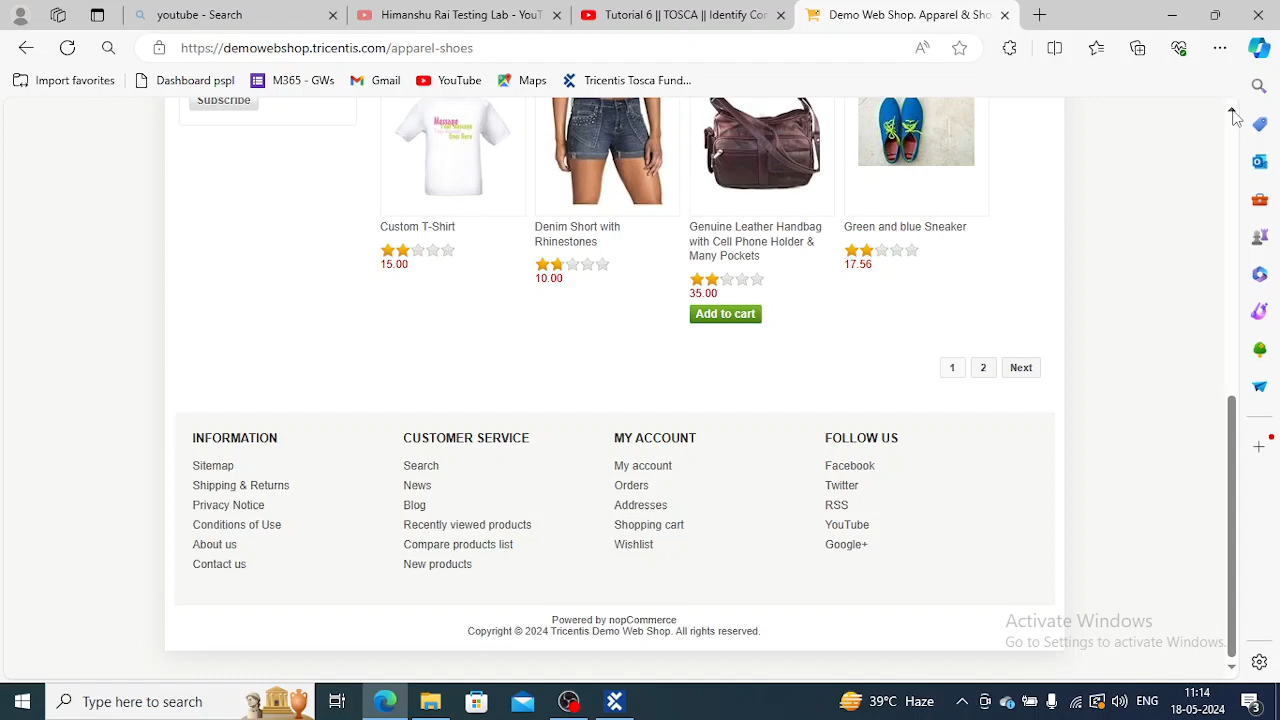 youtube - Search
Running Testing Lab - YouT
Tutorial 6 || TOSCA || Identify Cor
Demo Web Shop. Apparel & Sho
https://demowebshop.tricentis.com/apparel-shoes
Import favorites
Dashboard pspl
M365 - GWs
Gmail
YouTube
Maps
Tricentis Tosca Fund...
Subscribe
Message
Your Message
Goes Here
Custom T-Shirt
15.00
Denim Short with
Rhinestones
10.00
Genuine Leather Handbag
with Cell Phone Holder &
Many Pockets
35.00
Add to cart
Green and blue Sneaker
17.56
1
2
Next
INFORMATION
Sitemap
Shipping & Returns
Privacy Notice
Conditions of Use
About us
Contact us
CUSTOMER SERVICE
Search
News
Blog
Recently viewed products
Compare products list
New products
MY ACCOUNT
My account
Orders
Addresses
Shopping cart
Wishlist
FOLLOW US
Facebook
Twitter
RSS
YouTube
Google+
Powered by nopCommerce
Copyright © 2024 Tricentis Demo Web Shop. All rights reserved.
Activate Windows
Go to Settings to activate Windows.
Type here to search
39°C Haze
ENG
11:14
18-05-2024
3